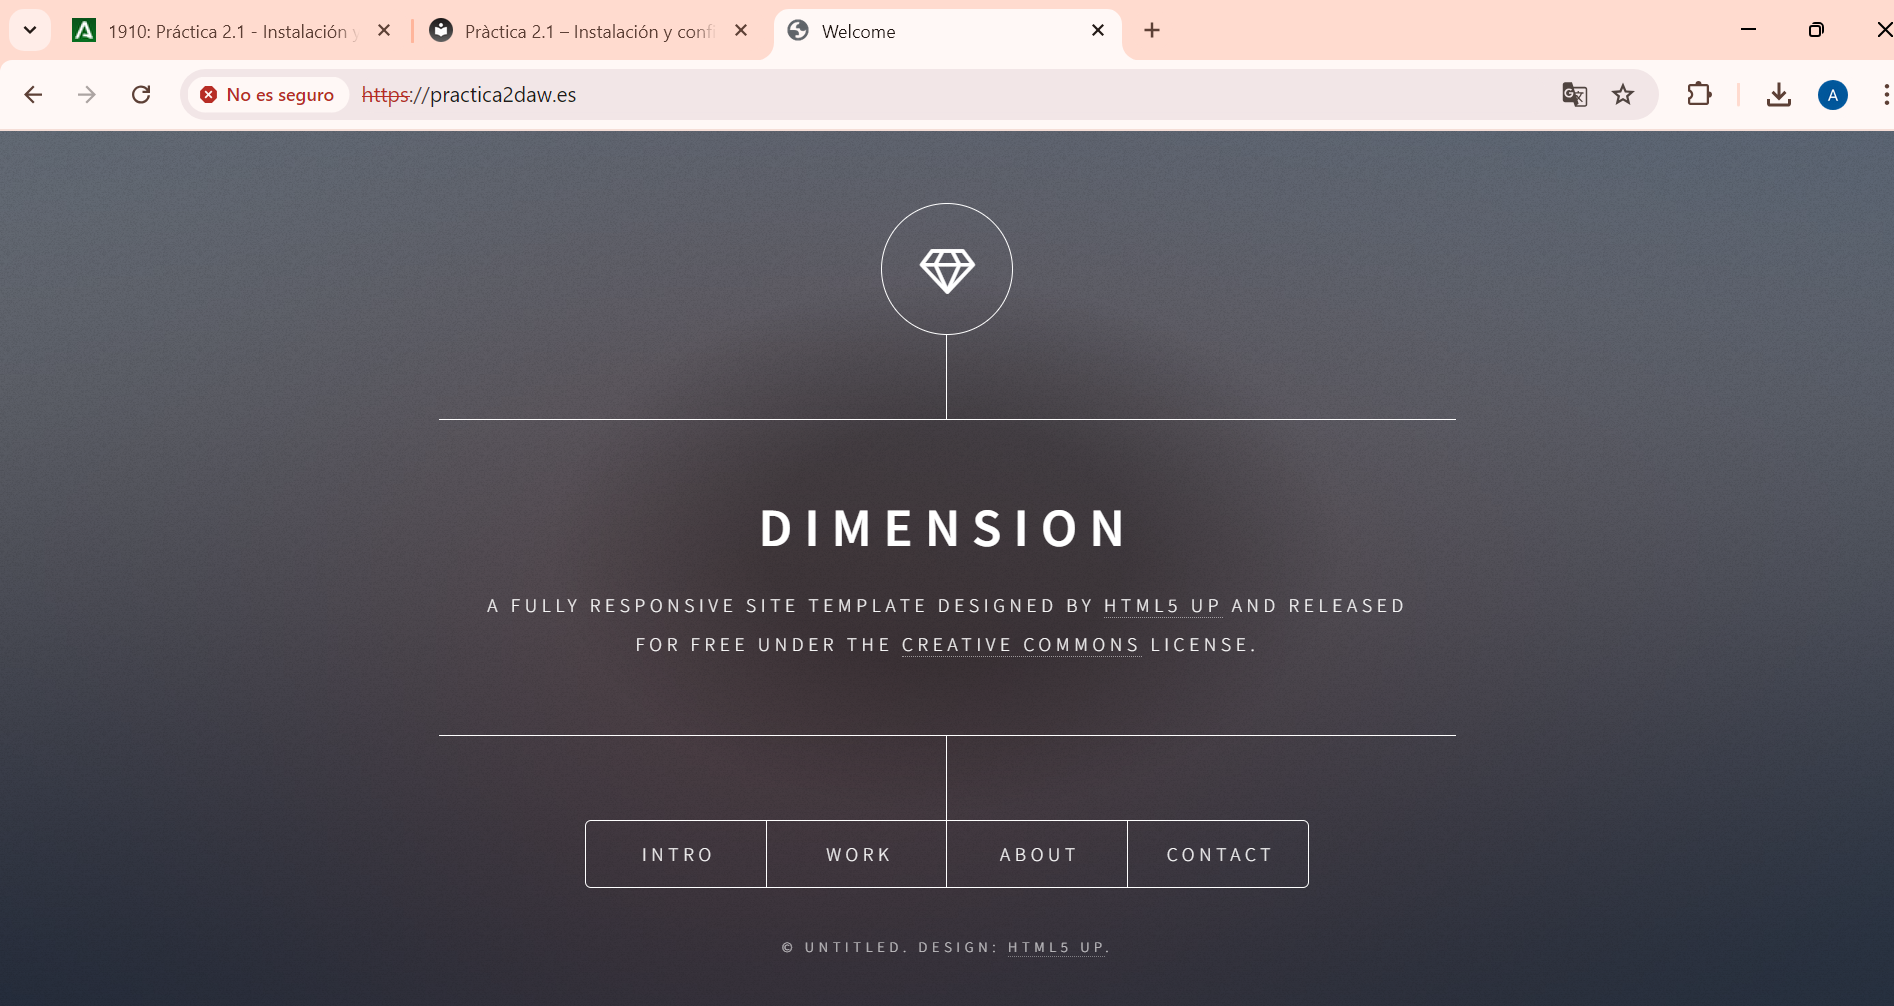 1910: Práctica 2.1 - Instalación y
Pràctica 2.1 – Instalación y confi
Welcome
No es seguro
https://practica2daw.es
A
DIMENSION
A FULLY RESPONSIVE SITE TEMPLATE DESIGNED BY HTML5 UP AND RELEASED
FOR FREE UNDER THE CREATIVE COMMONS LICENSE.
INTRO
WORK
ABOUT
CONTACT
© UNTITLED. DESIGN: HTML5 UP.